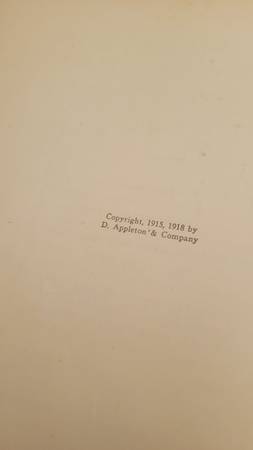 Copyright, 1915, 1918 by
D. Appleton & Company